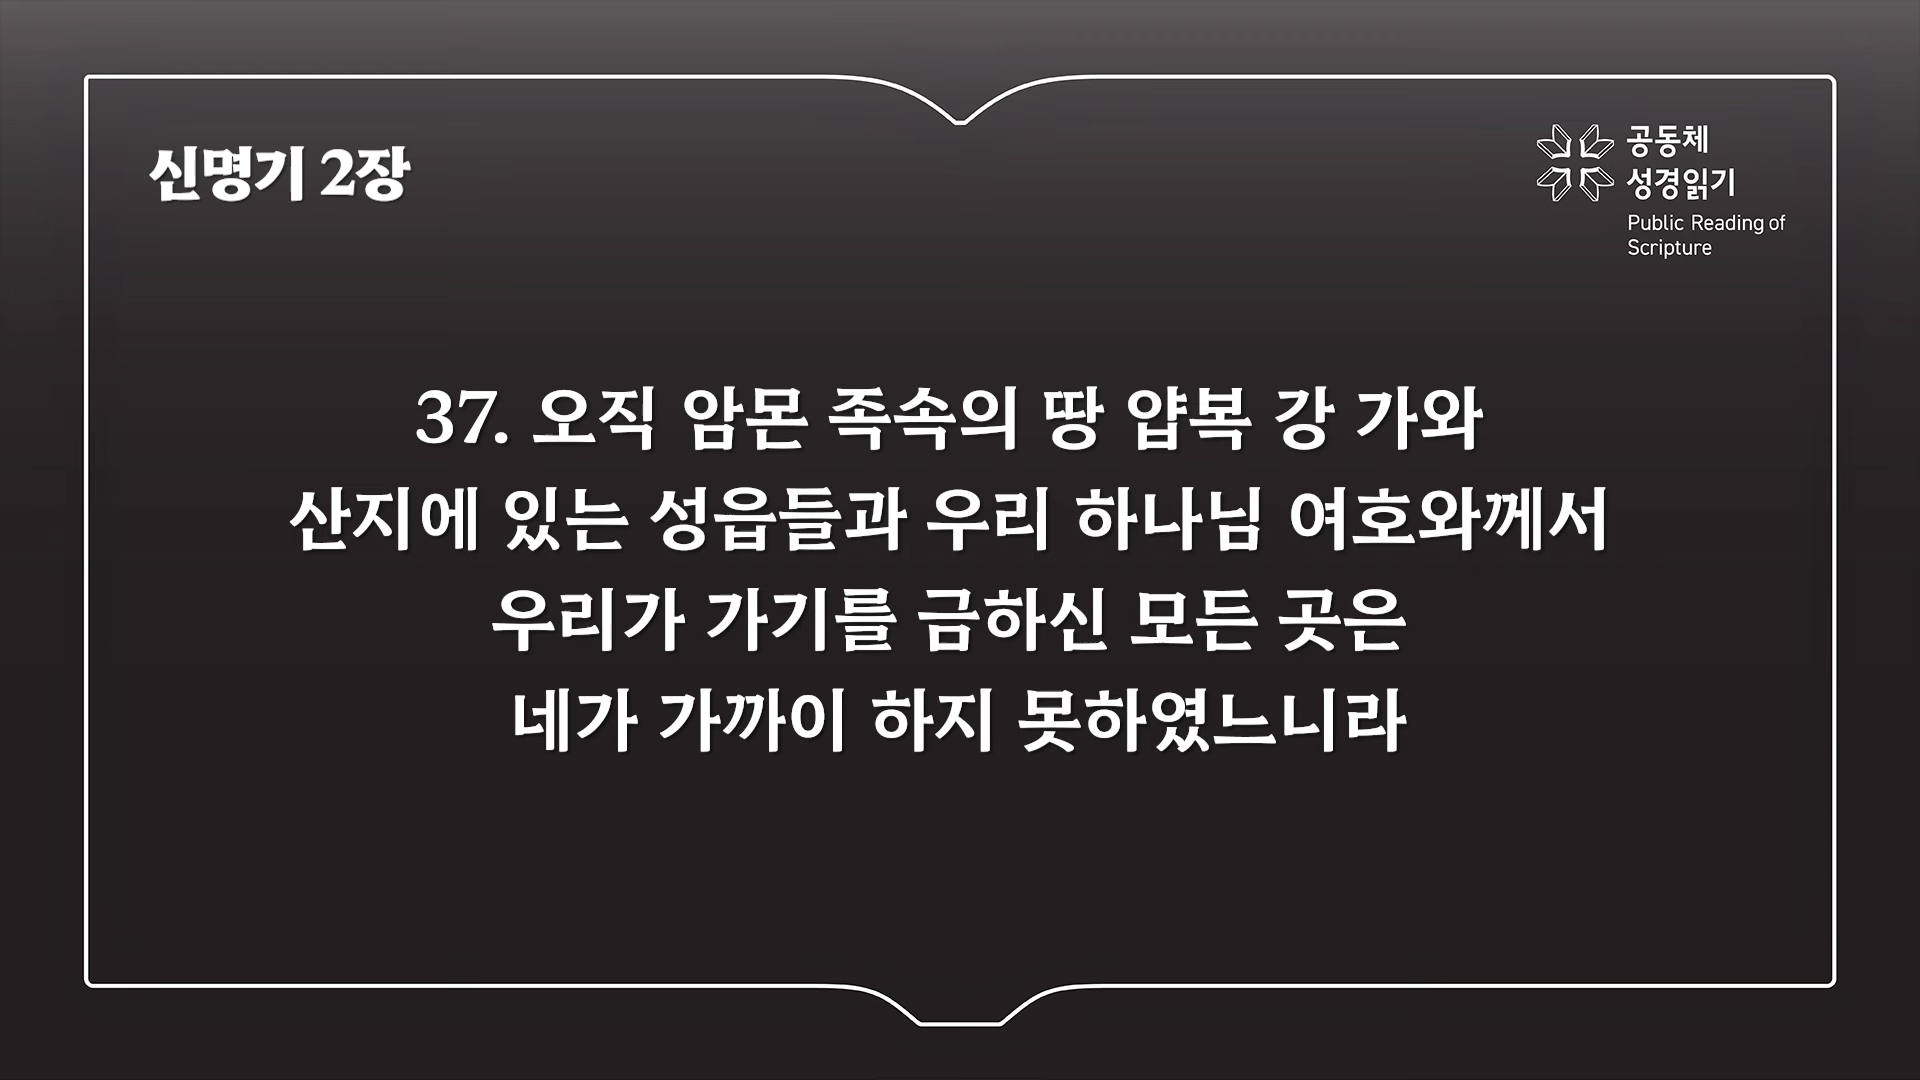 신명기 2장
공동체
성경읽기
Public Reading of
Scripture
37. 오직 암몬 족속의 땅 얍복 강 가와
산지에 있는 성읍들과 우리 하나님 여호와께서
우리가 가기를 금하신 모든 곳은
네가 가까이 하지 못하였느니라